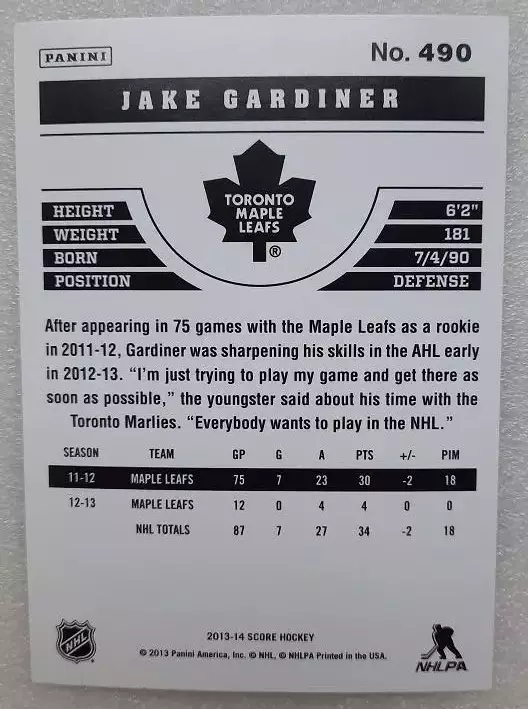 PANINI No. 490
JAKE GARDINER
TORONTO
MAPLE
LEAFS
®
HEIGHT 6'2"
WEIGHT 181
BORN 7/4/90
POSITION DEFENSE
After appearing in 75 games with the Maple Leafs as a rookie
in 2011-12, Gardiner was sharpening his skills in the AHL early
in 2012-13. “I’m just trying to play my game and get there as
soon as possible,” the youngster said about his time with the
Toronto Marlies. “Everybody wants to play in the NHL.”
SEASON TEAM GP G A PTS +/- PIM
11-12 MAPLE LEAFS 75 7 23 30 -2 18
12-13 MAPLE LEAFS 12 0 4 4 0 0
NHL TOTALS 87 7 27 34 -2 18
NHL
2013-14 SCORE HOCKEY
© 2013 Panini America, Inc. © NHL, © NHLPA Printed in the USA.
NHLPA